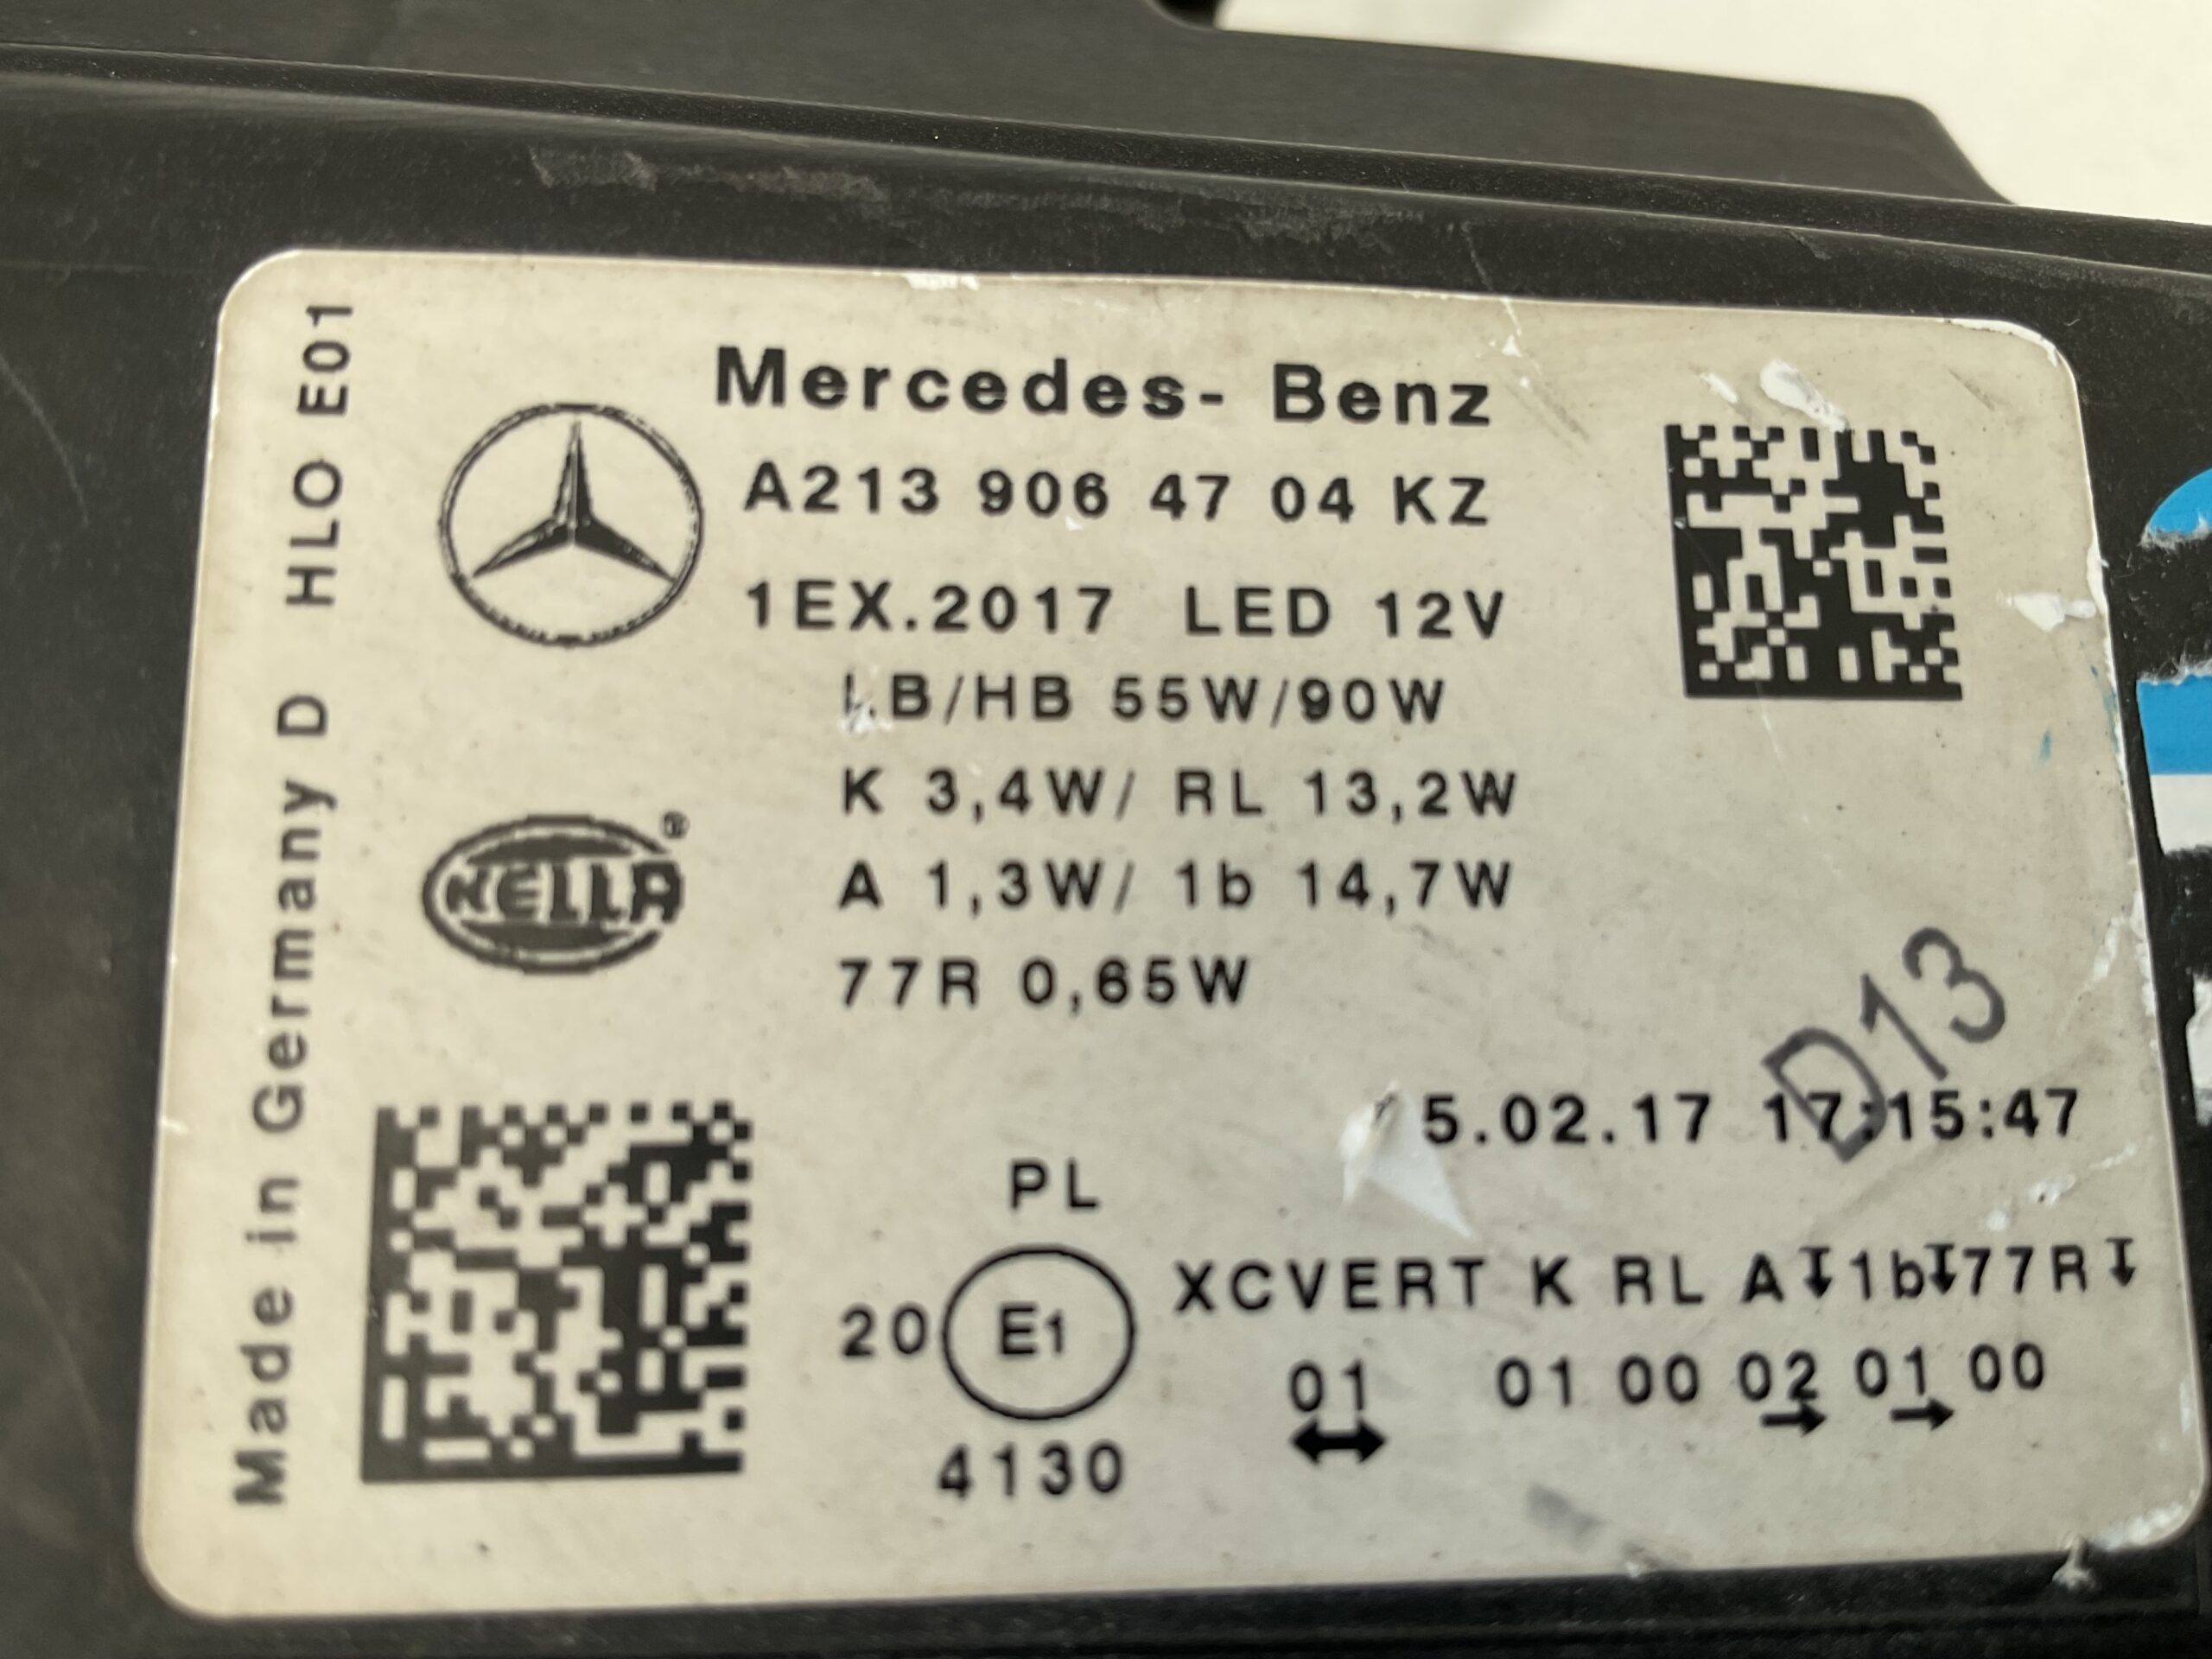 Made in Germany D HLO E01
Mercedes- Benz
A213 906 47 04 KZ
1EX.2017 LED 12V
LB/HB 55W/90W
K 3,4W/ RL 13,2W
HELLA®
A 1,3W/ 1b 14,7W
77R 0,65W
D13
5.02.17 17:15:47
PL
XCVERT K RL A↧1b↧77R↧
20 E1
01 01 00 02 01 00
↔ → →
4130